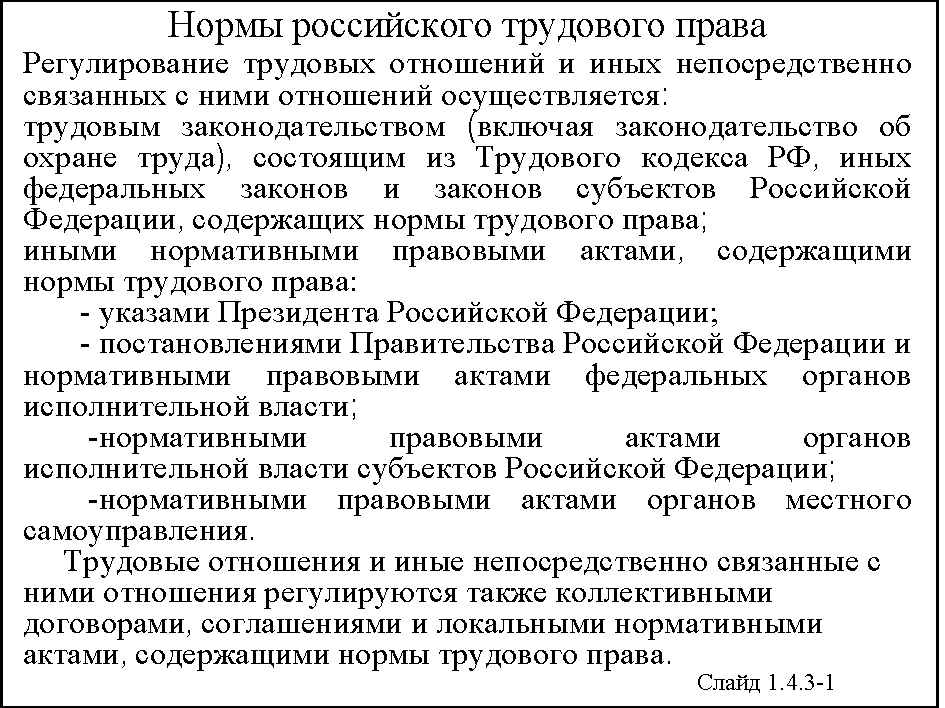 Нормы российского трудового права
Регулирование трудовых отношений и иных непосредственно
связанных с ними отношений осуществляется:
трудовым законодательством (включая законодательство об
охране труда), состоящим из Трудового кодекса РФ, иных
федеральных законов и законов субъектов Российской
Федерации, содержащих нормы трудового права;
иными нормативными правовыми актами, содержащими
нормы трудового права:
- указами Президента Российской Федерации;
- постановлениями Правительства Российской Федерации и
нормативными правовыми актами федеральных органов
исполнительной власти;
-нормативными правовыми актами органов
исполнительной власти субъектов Российской Федерации;
-нормативными правовыми актами органов местного
самоуправления.
Трудовые отношения и иные непосредственно связанные с
ними отношения регулируются также коллективными
договорами, соглашениями и локальными нормативными
актами, содержащими нормы трудового права.
Слайд 1.4.3-1